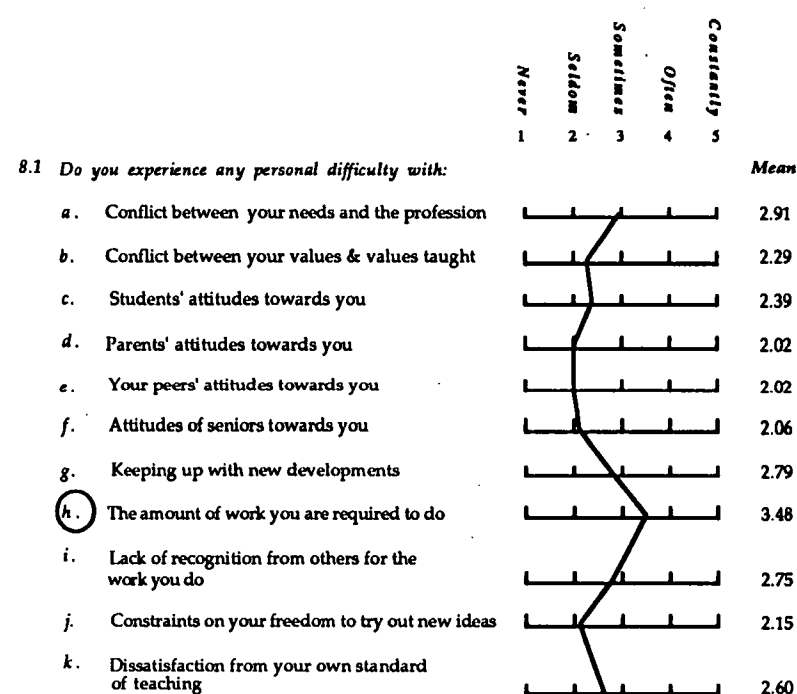 Never Seldom Sometimes Often Constantly
1 2 3 4 5
8.1 Do you experience any personal difficulty with: Mean
a. Conflict between your needs and the profession 2.91
b. Conflict between your values & values taught 2.29
c. Students' attitudes towards you 2.39
d. Parents' attitudes towards you 2.02
e. Your peers' attitudes towards you 2.02
f. Attitudes of seniors towards you 2.06
g. Keeping up with new developments 2.79
h. The amount of work you are required to do 3.48
i. Lack of recognition from others for the
work you do 2.75
j. Constraints on your freedom to try out new ideas 2.15
k. Dissatisfaction from your own standard
of teaching 2.60